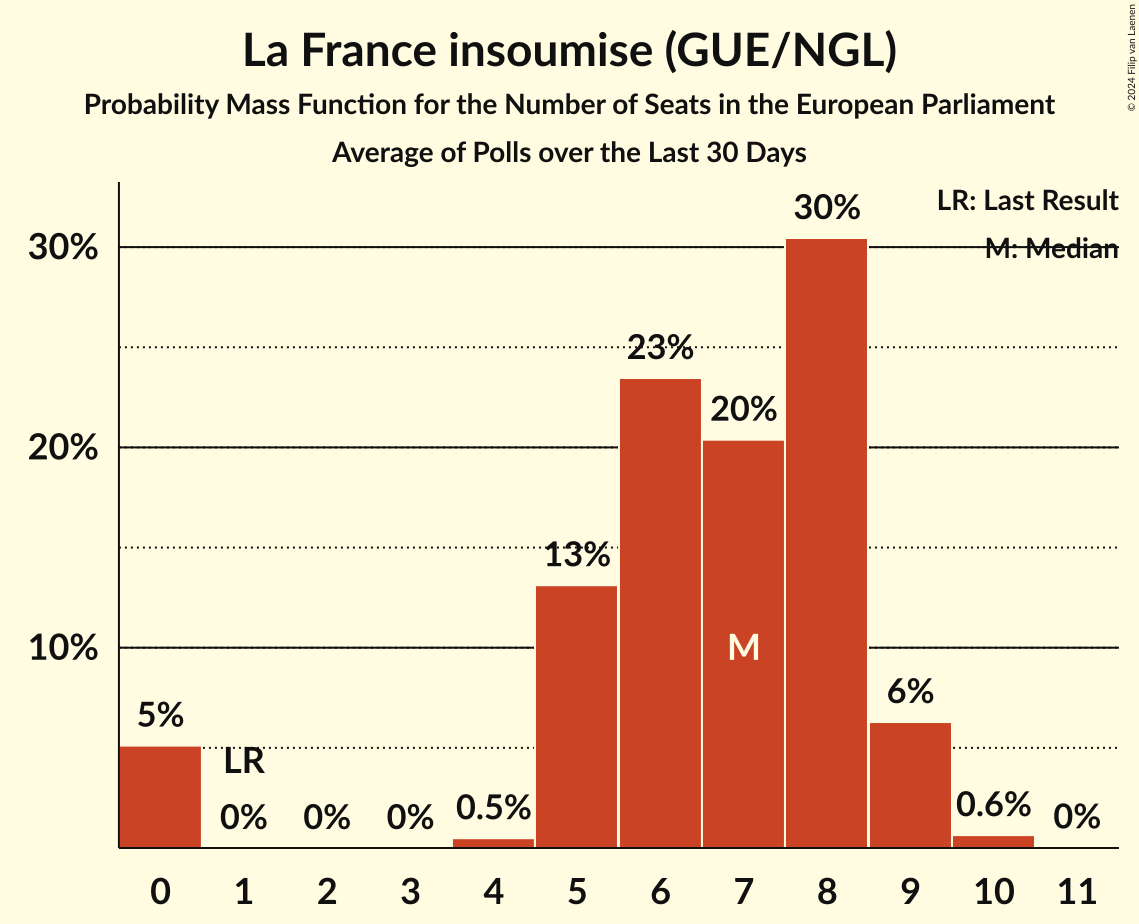 La France insoumise (GUE/NGL)
Probability Mass Function for the Number of Seats in the European Parliament
Average of Polls over the Last 30 Days
© 2024 Filip van Laenen
LR: Last Result
M: Median
30%
20%
10%
5%
LR
0%
0%
0%
0.5%
13%
23%
20%
M
30%
6%
0.6%
0%
0 1 2 3 4 5 6 7 8 9 10 11